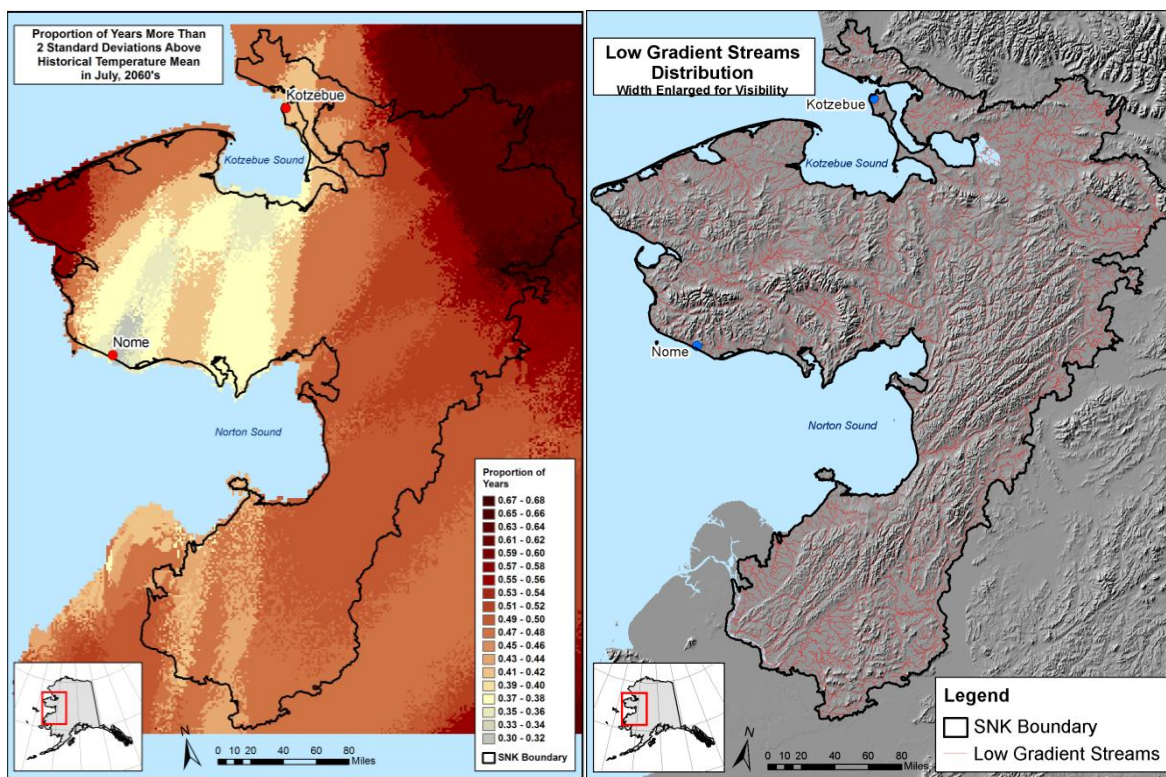 Proportion of Years More Than
2 Standard Deviations Above
Historical Temperature Mean
in July, 2060's
Kotzebue
Kotzebue Sound
Nome
Norton Sound
Proportion of
Years
0.67 - 0.68
0.65 - 0.66
0.63 - 0.64
0.61 - 0.62
0.59 - 0.60
0.57 - 0.58
0.55 - 0.56
0.53 - 0.54
0.51 - 0.52
0.49 - 0.50
0.47 - 0.48
0.45 - 0.46
0.43 - 0.44
0.41 - 0.42
0.39 - 0.40
0.37 - 0.38
0.35 - 0.36
0.33 - 0.34
0.30 - 0.32
SNK Boundary
N
0 10 20 40 60 80
Miles
Low Gradient Streams
Distribution
Width Enlarged for Visibility
Kotzebue
Kotzebue Sound
Nome
Norton Sound
Legend
SNK Boundary
Low Gradient Streams
N
0 10 20 40 60 80
Miles